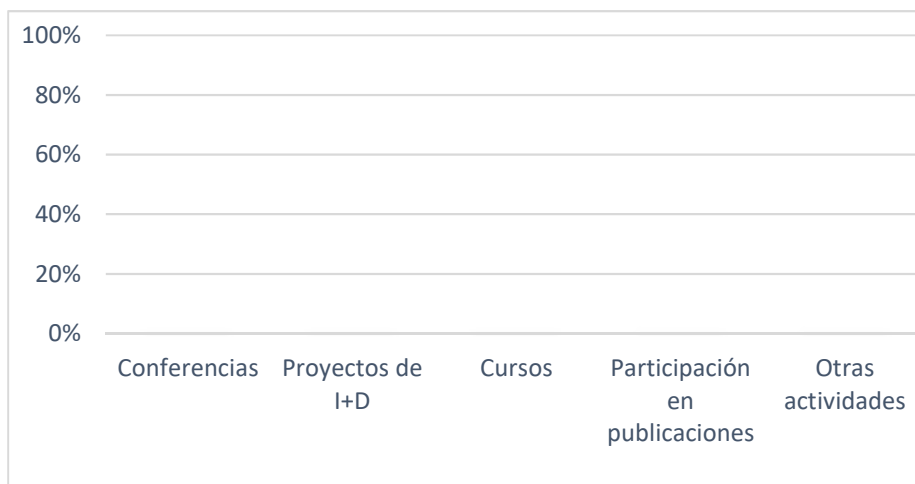 100%
80%
60%
40%
20%
0%
Conferencias
Proyectos de
I+D
Cursos
Participación
en
publicaciones
Otras
actividades